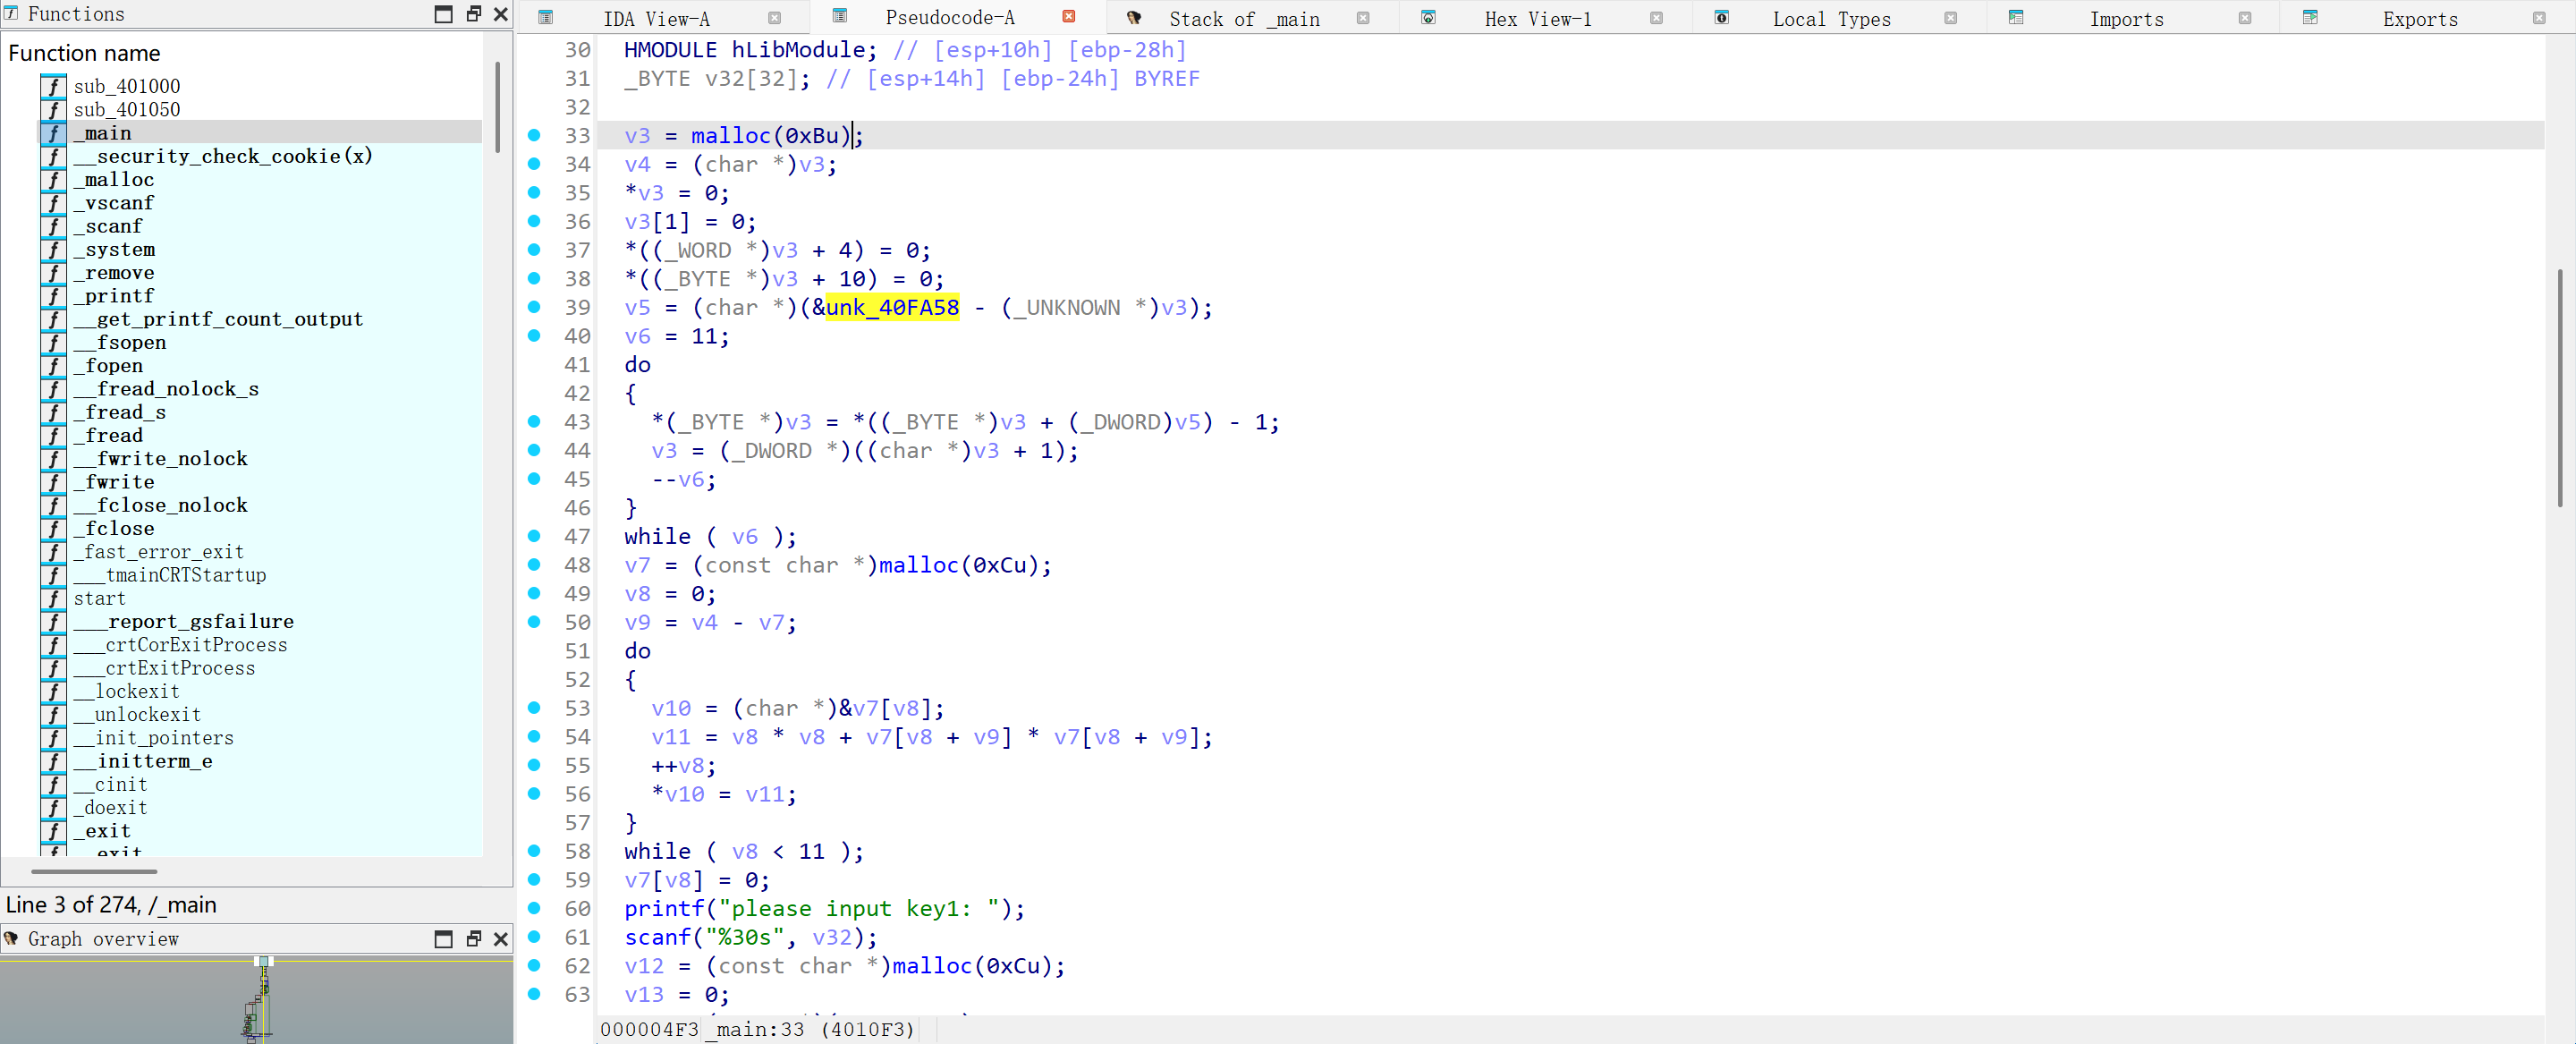 Functions
Function name
sub_401000
sub_401050
_main
__security_check_cookie(x)
_malloc
_vscanf
_scanf
_system
_remove
_printf
__get_printf_count_output
__fsopen
_fopen
__fread_nolock_s
_fread_s
_fread
__fwrite_nolock
_fwrite
__fclose_nolock
_fclose
_fast_error_exit
___tmainCRTStartup
start
___report_gsfailure
___crtCorExitProcess
___crtExitProcess
__lockexit
__unlockexit
__init_pointers
__initterm_e
__cinit
_doexit
_exit
__exit
Line 3 of 274, /_main
Graph overview
IDA View-A Pseudocode-A Stack of _main Hex View-1 Local Types Imports Exports
30 HMODULE hLibModule; // [esp+10h] [ebp-28h]
31 _BYTE v32[32]; // [esp+14h] [ebp-24h] BYREF
32
33 v3 = malloc(0xBu);
34 v4 = (char *)v3;
35 *v3 = 0;
36 v3[1] = 0;
37 *((_WORD *)v3 + 4) = 0;
38 *((_BYTE *)v3 + 10) = 0;
39 v5 = (char *)(&unk_40FA58 - (_UNKNOWN *)v3);
40 v6 = 11;
41 do
42 {
43 *(_BYTE *)v3 = *((_BYTE *)v3 + (_DWORD)v5) - 1;
44 v3 = (_DWORD *)((char *)v3 + 1);
45 --v6;
46 }
47 while ( v6 );
48 v7 = (const char *)malloc(0xCu);
49 v8 = 0;
50 v9 = v4 - v7;
51 do
52 {
53 v10 = (char *)&v7[v8];
54 v11 = v8 * v8 + v7[v8 + v9] * v7[v8 + v9];
55 ++v8;
56 *v10 = v11;
57 }
58 while ( v8 < 11 );
59 v7[v8] = 0;
60 printf("please input key1: ");
61 scanf("%30s", v32);
62 v12 = (const char *)malloc(0xCu);
63 v13 = 0;
000004F3 _main:33 (4010F3)